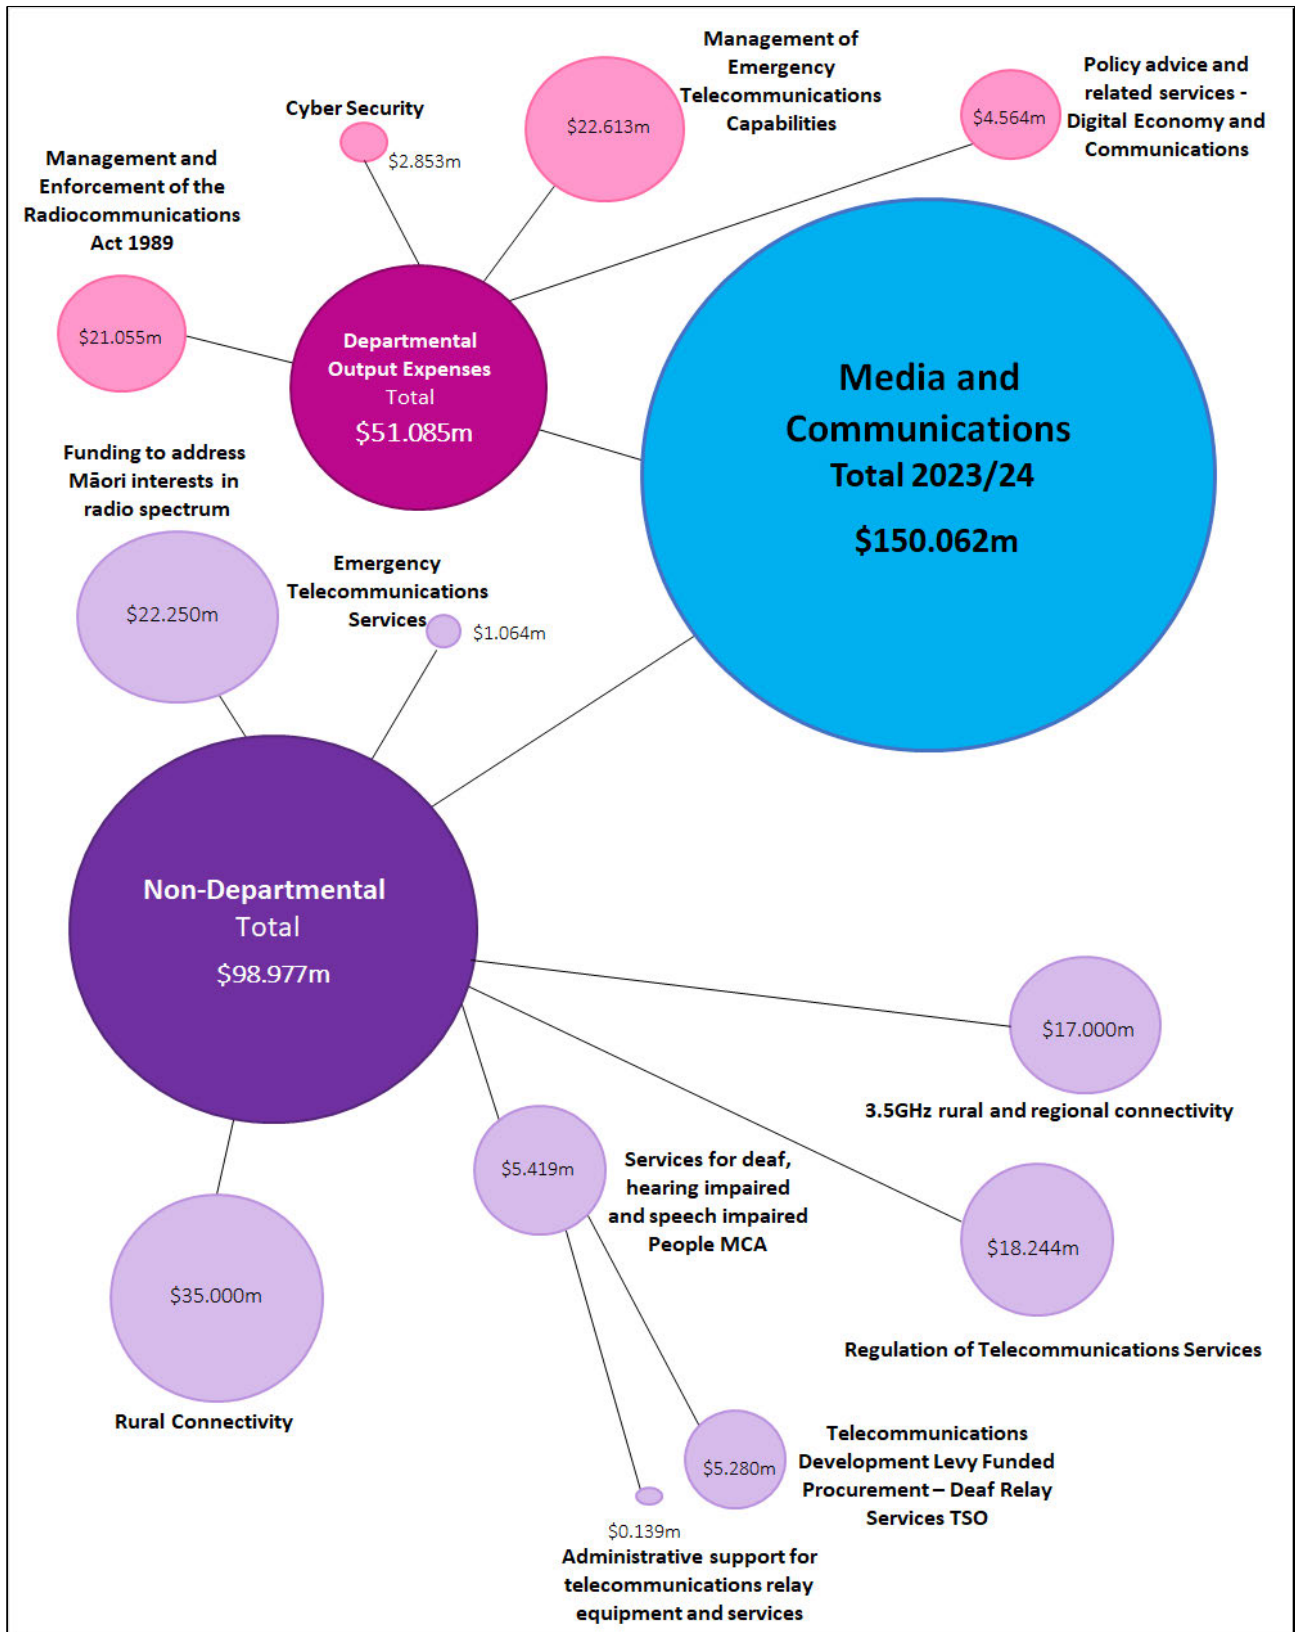 Management of
Emergency
Telecommunications
Capabilities
$22.613m
Policy advice and
related services -
Digital Economy and
Communications
$4.564m
Cyber Security
$2.853m
Management and
Enforcement of the
Radiocommunications
Act 1989
$21.055m
Departmental
Output Expenses
Total
$51.085m
Media and
Communications
Total 2023/24
$150.062m
Funding to address
Māori interests in
radio spectrum
$22.250m
Emergency
Telecommunications
Services
$1.064m
Non-Departmental
Total
$98.977m
$17.000m
3.5GHz rural and regional connectivity
$5.419m
Services for deaf,
hearing impaired
and speech impaired
People MCA
$18.244m
Regulation of Telecommunications Services
$35.000m
Rural Connectivity
$5.280m
Telecommunications
Development Levy Funded
Procurement – Deaf Relay
Services TSO
$0.139m
Administrative support for
telecommunications relay
equipment and services